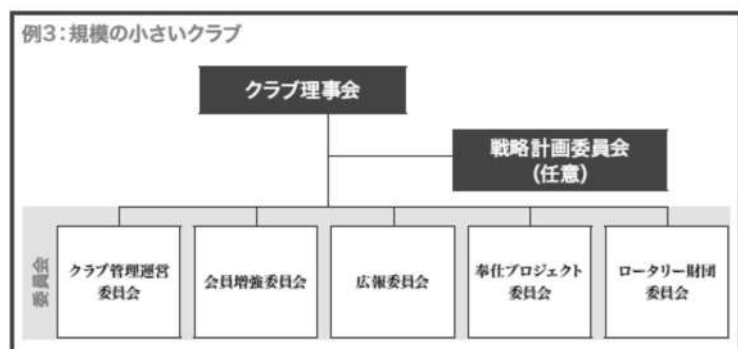 例3：規模の小さいクラブ
クラブ理事会
戦略計画委員会
(任意)
委員会
クラブ管理運営
委員会
会員増強委員会
広報委員会
奉仕プロジェクト
委員会
ロータリー財団
委員会